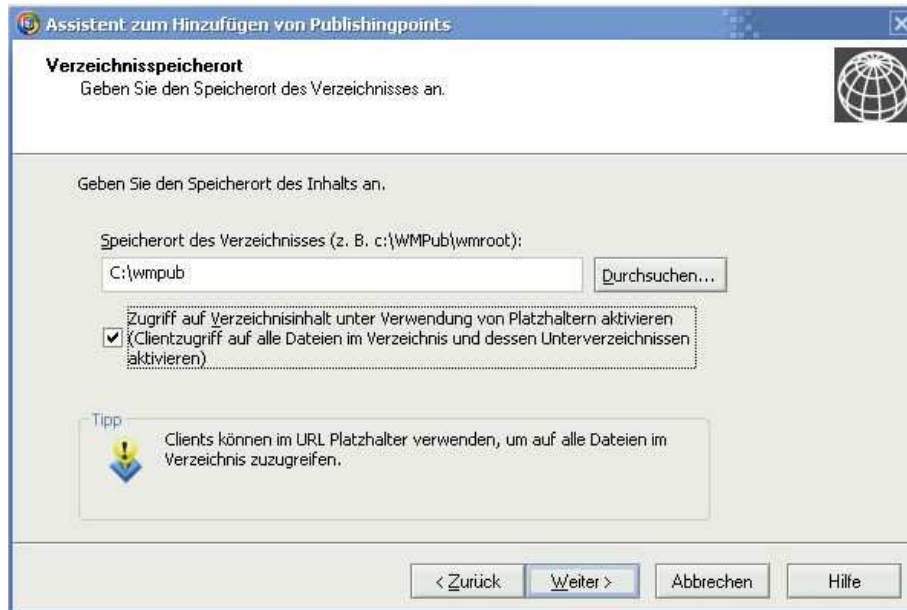 Assistent zum Hinzufügen von Publishingpoints
Verzeichnisspeicherort
Geben Sie den Speicherort des Verzeichnisses an.
Geben Sie den Speicherort des Inhalts an.
Speicherort des Verzeichnisses (z. B. c:\WMPub\wmroot):
C:\wmpub
Durchsuchen...
Zugriff auf Verzeichnisinhalt unter Verwendung von Platzhaltern aktivieren
(Clientzugriff auf alle Dateien im Verzeichnis und dessen Unterverzeichnissen
aktivieren)
Tipp
Clients können im URL Platzhalter verwenden, um auf alle Dateien im
Verzeichnis zuzugreifen.
< Zurück
Weiter >
Abbrechen
Hilfe